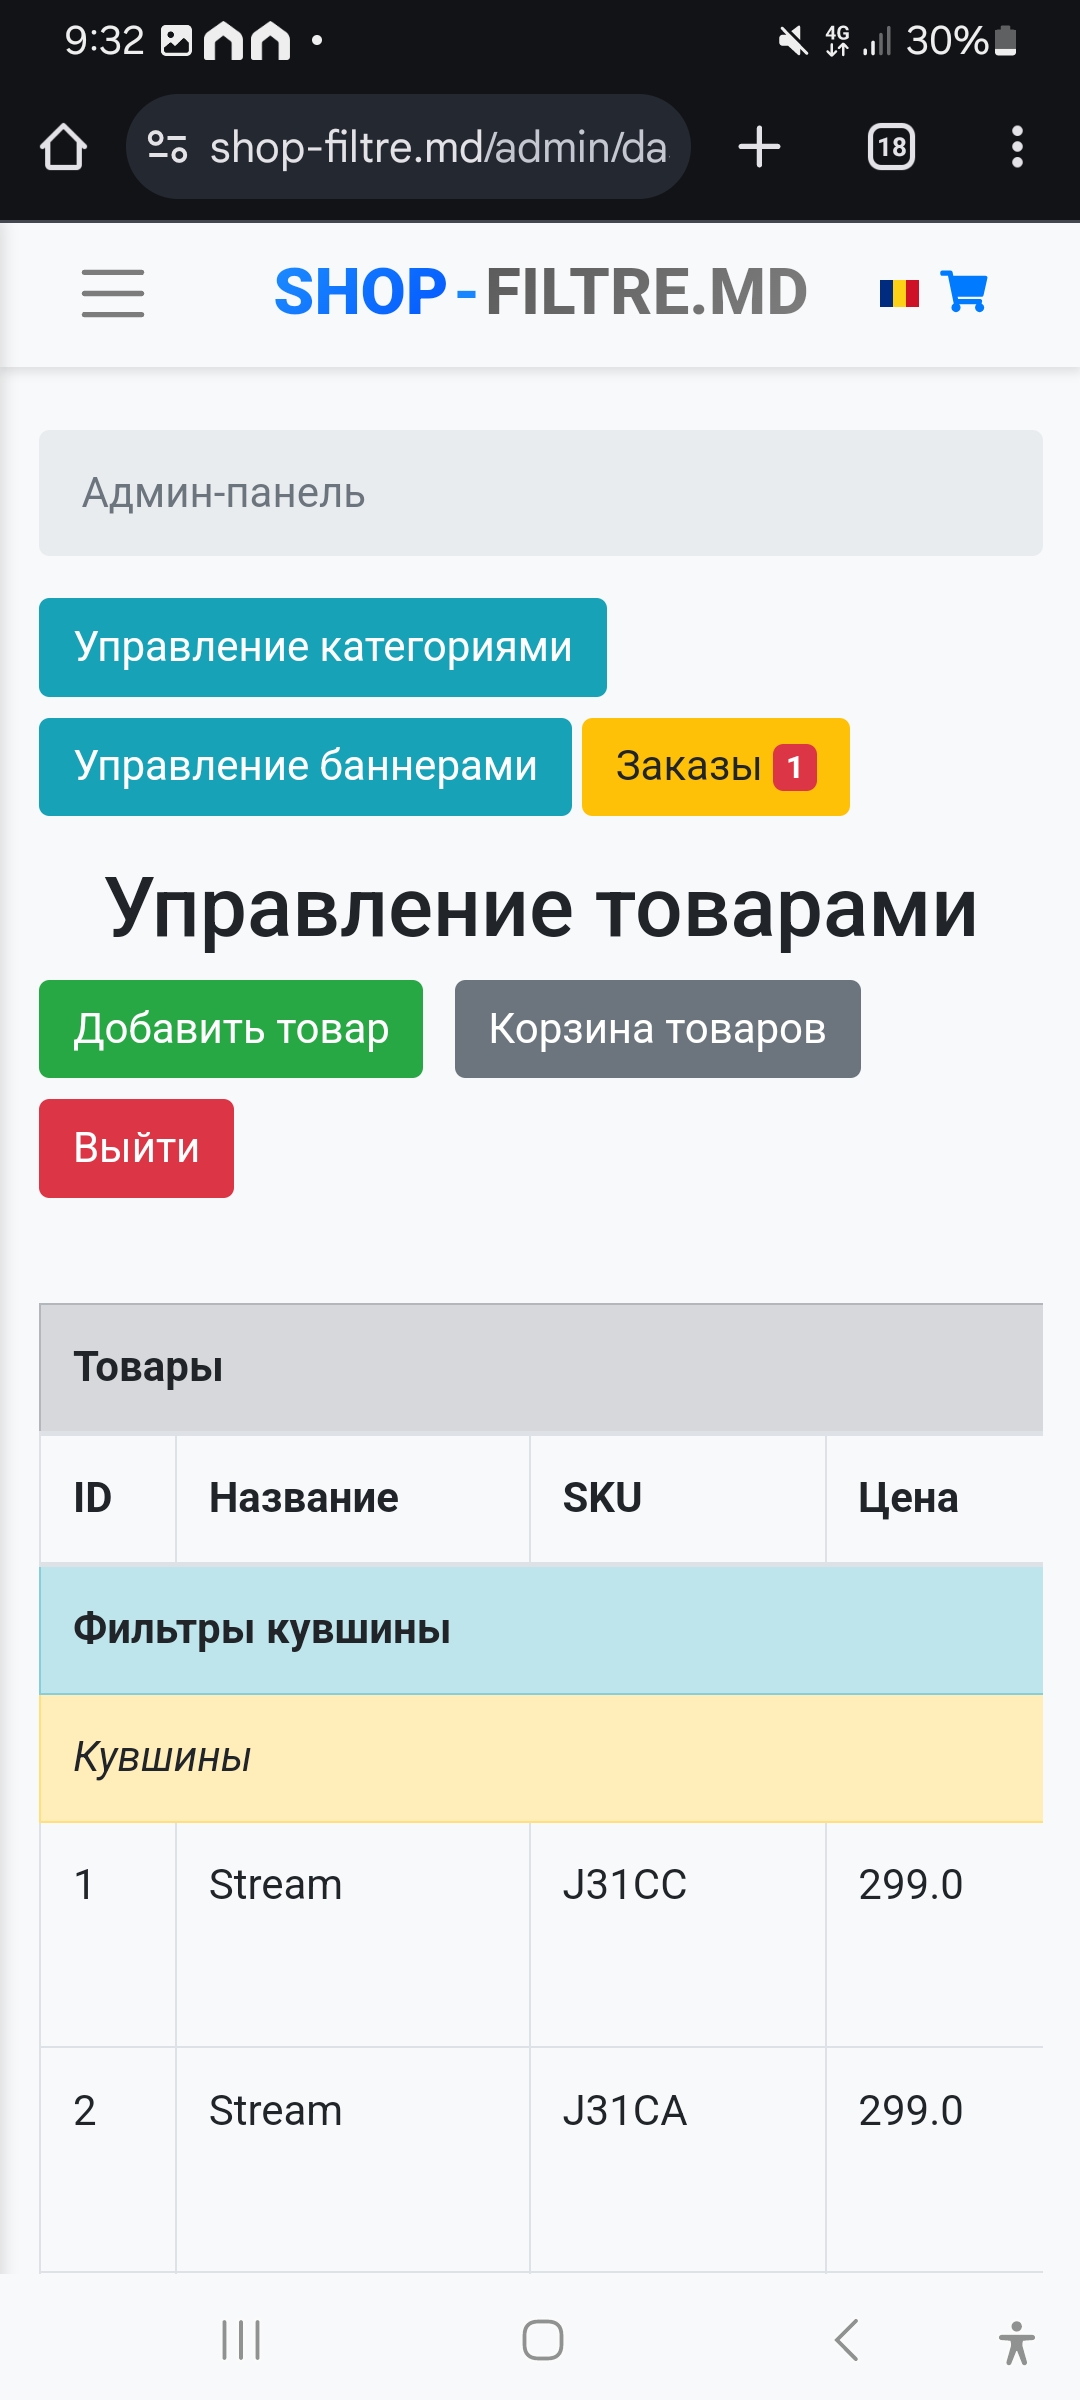 9:32
4G 30%
shop-filtre.md/admin/da
18
SHOP-FILTRE.MD
Админ-панель
Управление категориями
Управление баннерами
Заказы 1
Управление товарами
Добавить товар
Корзина товаров
Выйти
Товары
ID Название SKU Цена
Фильтры кувшины
Кувшины
1 Stream J31CC 299.0
2 Stream J31CA 299.0